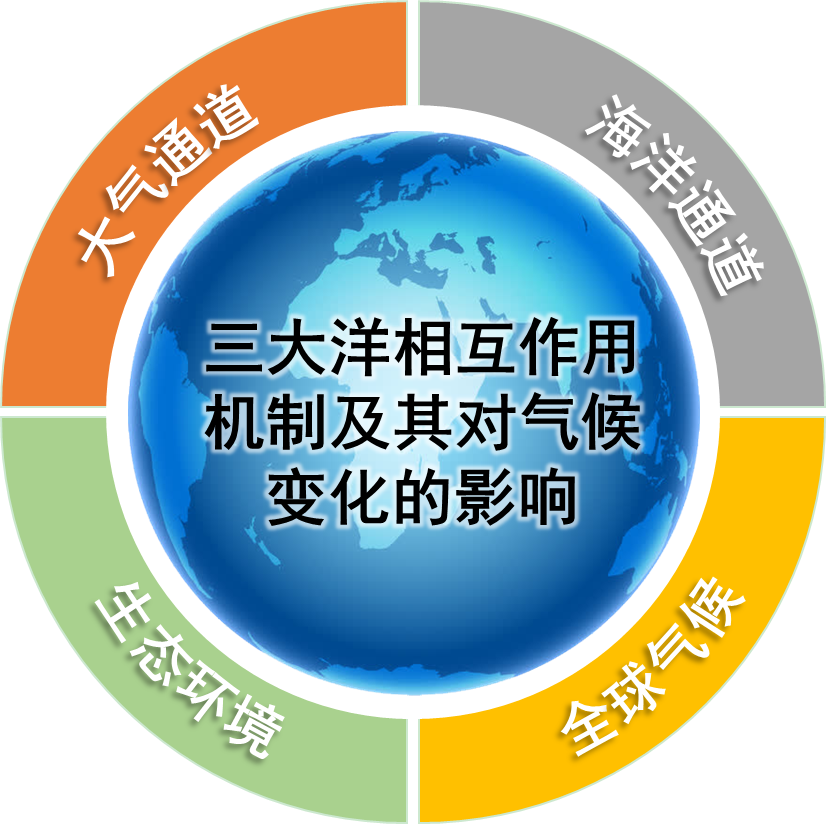 大气通道
海洋通道
三大洋相互作用
机制及其对气候
变化的影响
生态环境
全球气候